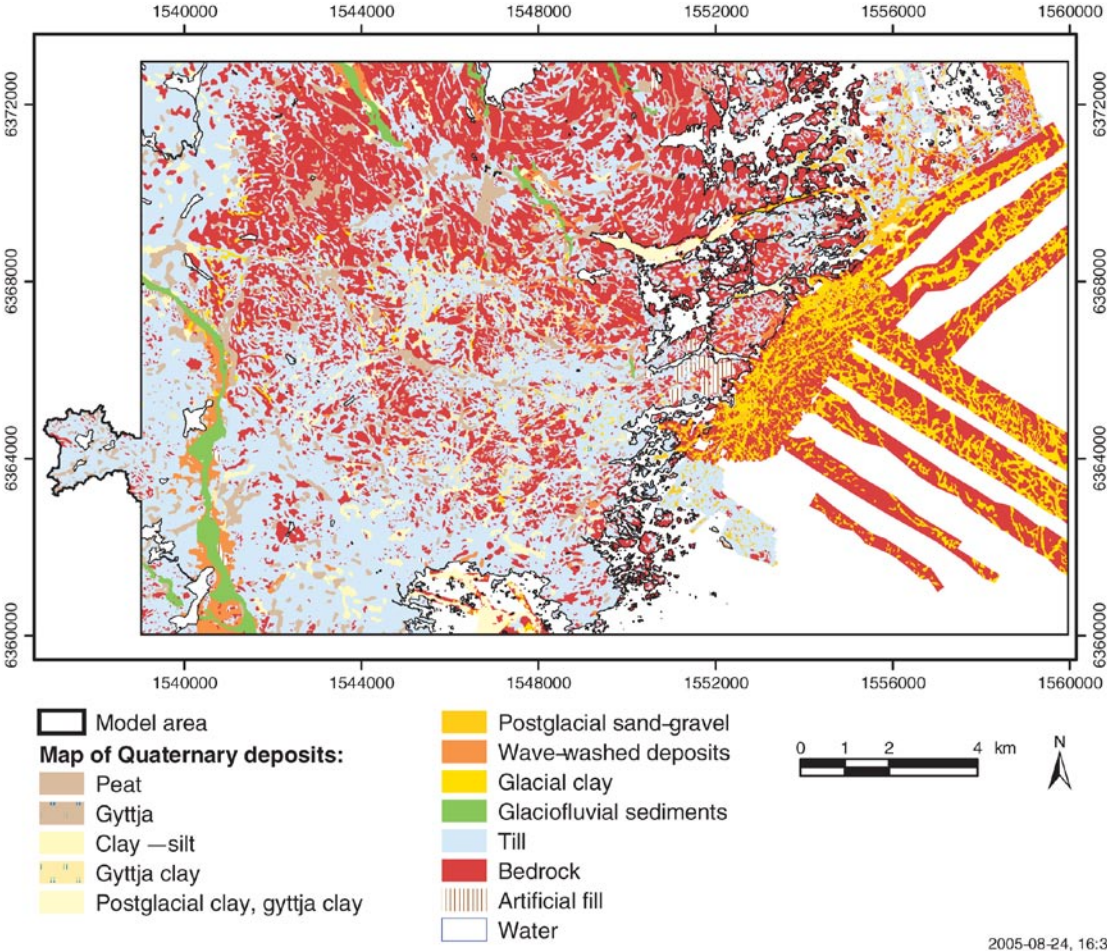 1540000 1544000 1548000 1552000 1556000 1560000
6372000 6372000
6368000 6368000
6364000 6364000
6360000 6360000
1540000 1544000 1548000 1552000 1556000 1560000
Model area
Map of Quaternary deposits:
Peat
Gyttja
Clay —silt
Gyttja clay
Postglacial clay, gyttja clay
Postglacial sand-gravel
Wave-washed deposits
Glacial clay
Glaciofluvial sediments
Till
Bedrock
Artificial fill
Water
0 1 2 4 km
N
2005-08-24, 16:3